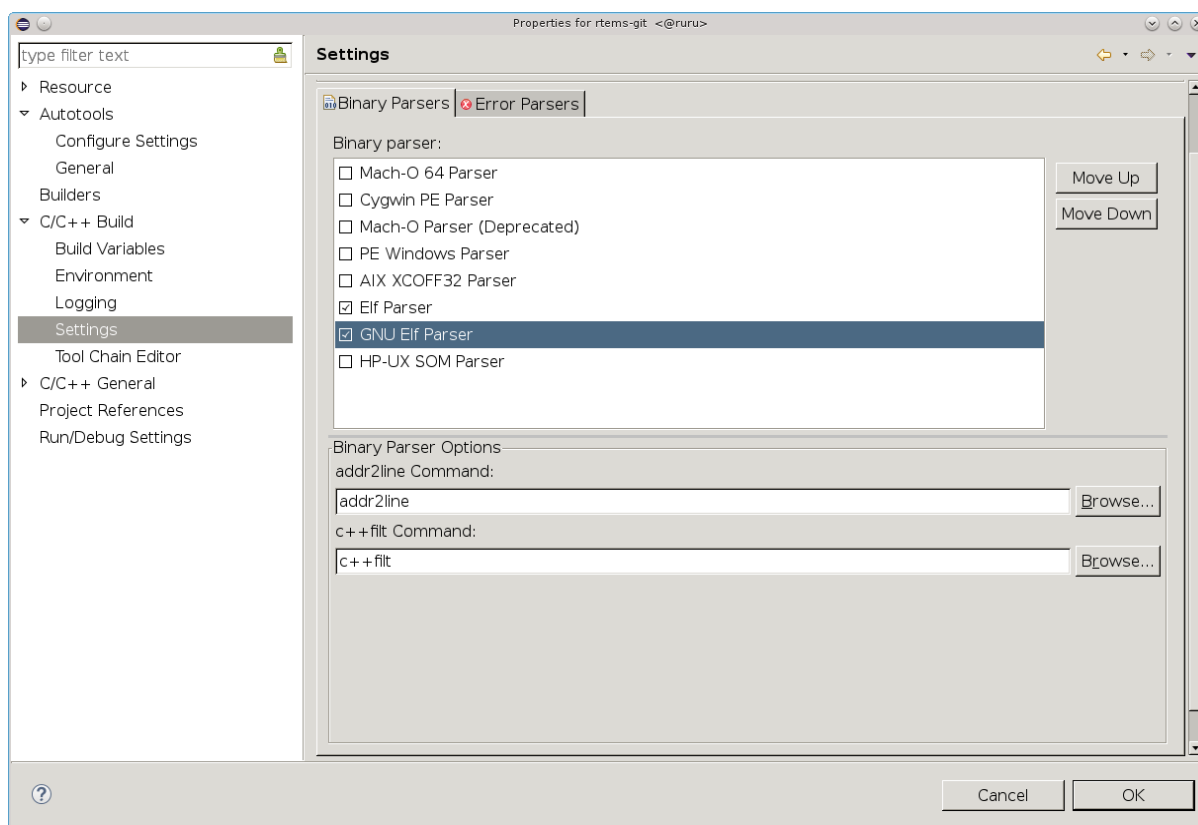 Properties for rtems-git <@ruru>
type filter text
Resource
Autotools
Configure Settings
General
Builders
C/C++ Build
Build Variables
Environment
Logging
Settings
Tool Chain Editor
C/C++ General
Project References
Run/Debug Settings
Settings
Binary Parsers
Error Parsers
Binary parser:
Mach-O 64 Parser
Cygwin PE Parser
Mach-O Parser (Deprecated)
PE Windows Parser
AIX XCOFF32 Parser
Elf Parser
GNU Elf Parser
HP-UX SOM Parser
Move Up
Move Down
Binary Parser Options
addr2line Command:
addr2line
Browse...
c++filt Command:
c++filt
Browse...
Cancel
OK